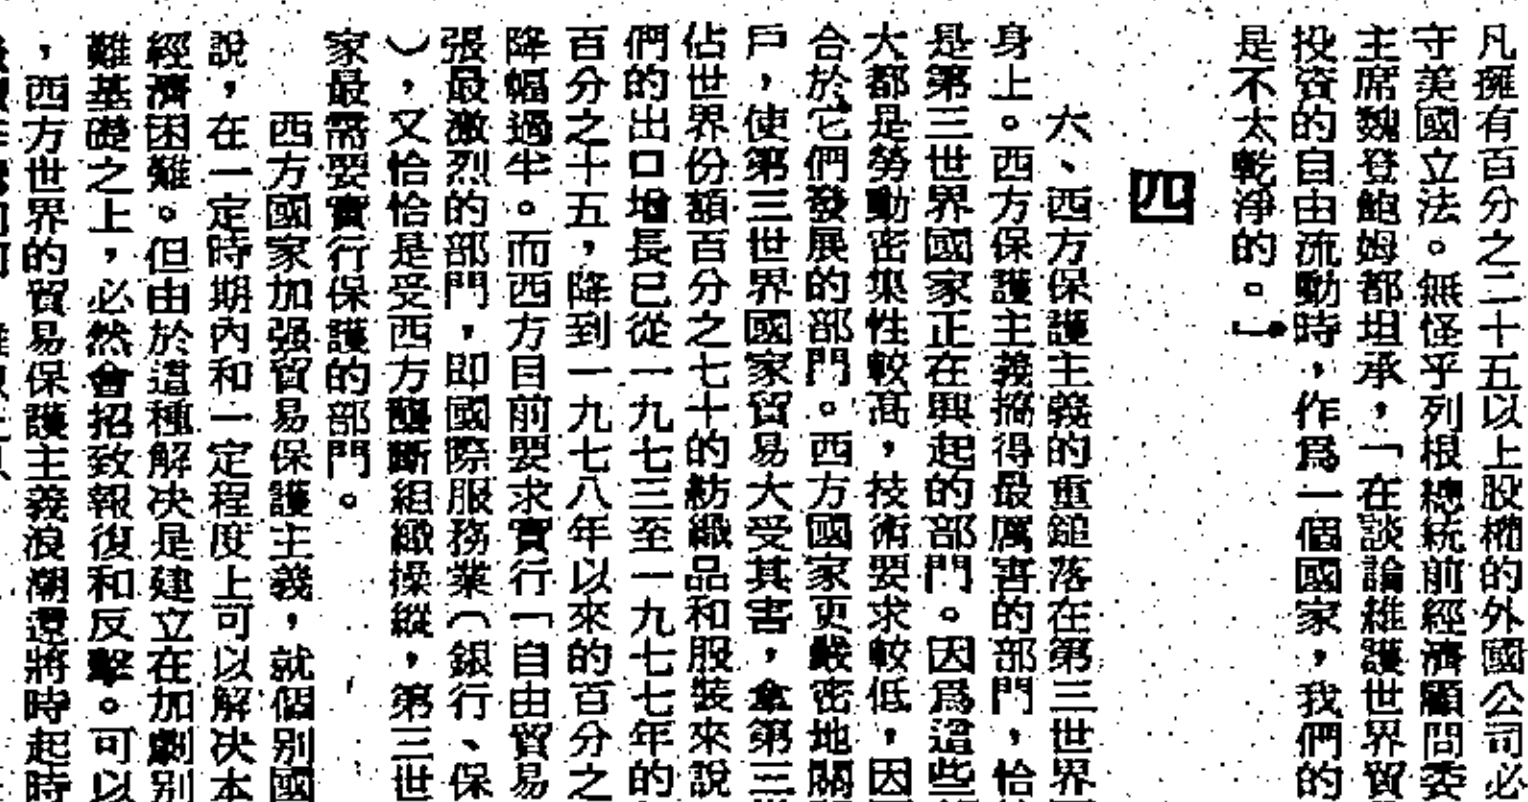 凡擁有百分之二十五以上股權的外國公司必
守美國立法。無怪乎列根總統前經濟顧問委
主席魏登鮑姆都坦承，「在談論維護世界貿
投資的自由流動時，作爲一個國家，我們的
是不太乾淨的。」
四
六、西方保護主義的重鎚落在第三世界
身上。西方保護主義搞得最厲害的部門，恰
是第三世界國家正在興起的部門。因爲這些
大都是勞動密集性較高，技術要求較低，因
合於它們發展的部門。西方國家更嚴密地關
戶，使第三世界國家貿易大受其害，拿第三
佔世界份額百分之七十的紡織品和服裝來說
們的出口增長已從一九七三至一九七七年的
百分之十五，降到一九七八年以來的百分之
降幅過半。而西方目前要求實行「自由貿易
張最激烈的部門，即國際服務業（銀行、保
），又恰恰是受西方壟斷組織操縱，第三世
家最需要實行保護的部門。
西方國家加强貿易保護主義，就個別國
說，在一定時期內和一定程度上可以解決本
經濟困難。但由於這種解決是建立在加劇別
難基礎之上，必然會招致報復和反擊。可以
，西方世界的貿易保護主義浪潮還將時起時